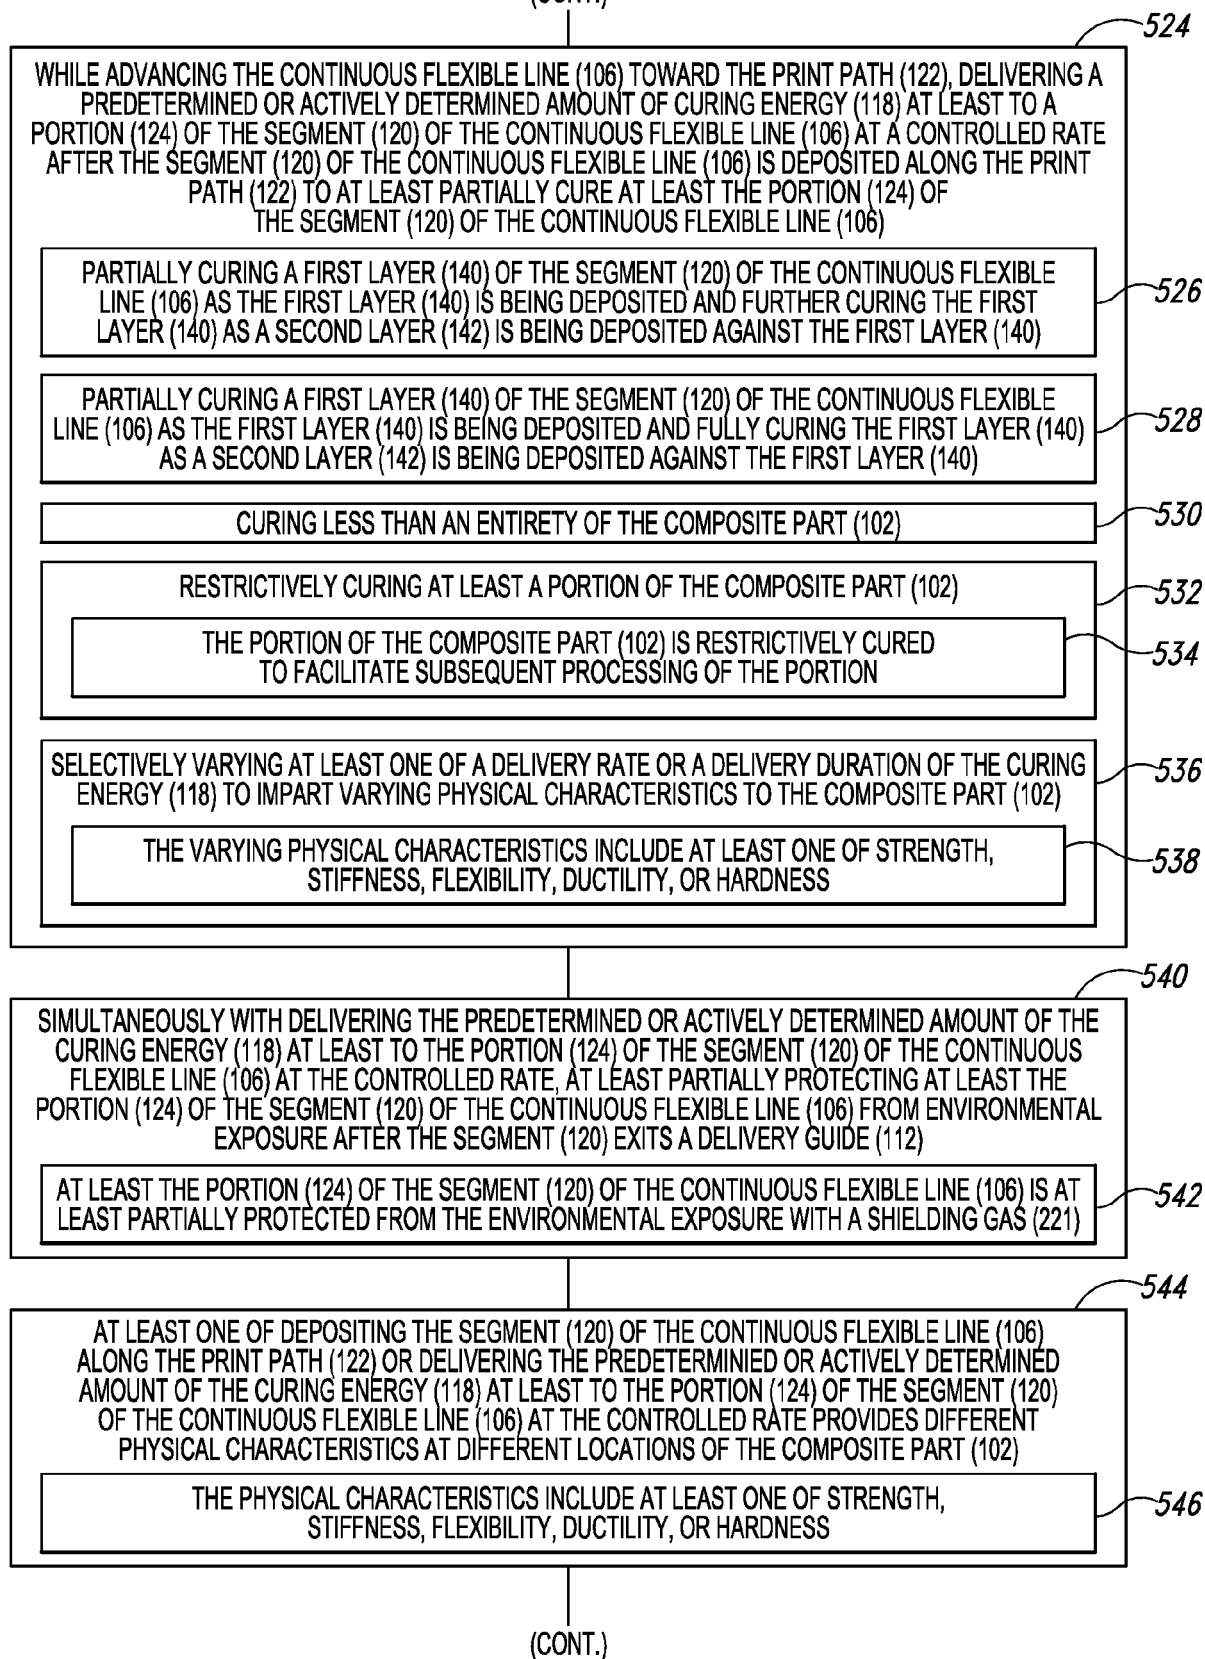 (CONT.)
524
WHILE ADVANCING THE CONTINUOUS FLEXIBLE LINE (106) TOWARD THE PRINT PATH (122), DELIVERING A
PREDETERMINED OR ACTIVELY DETERMINED AMOUNT OF CURING ENERGY (118) AT LEAST TO A
PORTION (124) OF THE SEGMENT (120) OF THE CONTINUOUS FLEXIBLE LINE (106) AT A CONTROLLED RATE
AFTER THE SEGMENT (120) OF THE CONTINUOUS FLEXIBLE LINE (106) IS DEPOSITED ALONG THE PRINT
PATH (122) TO AT LEAST PARTIALLY CURE AT LEAST THE PORTION (124) OF
THE SEGMENT (120) OF THE CONTINUOUS FLEXIBLE LINE (106)
PARTIALLY CURING A FIRST LAYER (140) OF THE SEGMENT (120) OF THE CONTINUOUS FLEXIBLE
LINE (106) AS THE FIRST LAYER (140) IS BEING DEPOSITED AND FURTHER CURING THE FIRST
LAYER (140) AS A SECOND LAYER (142) IS BEING DEPOSITED AGAINST THE FIRST LAYER (140)
526
PARTIALLY CURING A FIRST LAYER (140) OF THE SEGMENT (120) OF THE CONTINUOUS FLEXIBLE
LINE (106) AS THE FIRST LAYER (140) IS BEING DEPOSITED AND FULLY CURING THE FIRST LAYER (140)
AS A SECOND LAYER (142) IS BEING DEPOSITED AGAINST THE FIRST LAYER (140)
528
CURING LESS THAN AN ENTIRETY OF THE COMPOSITE PART (102)
530
RESTRICTIVELY CURING AT LEAST A PORTION OF THE COMPOSITE PART (102)
532
THE PORTION OF THE COMPOSITE PART (102) IS RESTRICTIVELY CURED
TO FACILITATE SUBSEQUENT PROCESSING OF THE PORTION
534
SELECTIVELY VARYING AT LEAST ONE OF A DELIVERY RATE OR A DELIVERY DURATION OF THE CURING
ENERGY (118) TO IMPART VARYING PHYSICAL CHARACTERISTICS TO THE COMPOSITE PART (102)
536
THE VARYING PHYSICAL CHARACTERISTICS INCLUDE AT LEAST ONE OF STRENGTH,
STIFFNESS, FLEXIBILITY, DUCTILITY, OR HARDNESS
538
540
SIMULTANEOUSLY WITH DELIVERING THE PREDETERMINED OR ACTIVELY DETERMINED AMOUNT OF THE
CURING ENERGY (118) AT LEAST TO THE PORTION (124) OF THE SEGMENT (120) OF THE CONTINUOUS
FLEXIBLE LINE (106) AT THE CONTROLLED RATE, AT LEAST PARTIALLY PROTECTING AT LEAST THE
PORTION (124) OF THE SEGMENT (120) OF THE CONTINUOUS FLEXIBLE LINE (106) FROM ENVIRONMENTAL
EXPOSURE AFTER THE SEGMENT (120) EXITS A DELIVERY GUIDE (112)
AT LEAST THE PORTION (124) OF THE SEGMENT (120) OF THE CONTINUOUS FLEXIBLE LINE (106) IS AT
LEAST PARTIALLY PROTECTED FROM THE ENVIRONMENTAL EXPOSURE WITH A SHIELDING GAS (221)
542
544
AT LEAST ONE OF DEPOSITING THE SEGMENT (120) OF THE CONTINUOUS FLEXIBLE LINE (106)
ALONG THE PRINT PATH (122) OR DELIVERING THE PREDETERMINIED OR ACTIVELY DETERMINED
AMOUNT OF THE CURING ENERGY (118) AT LEAST TO THE PORTION (124) OF THE SEGMENT (120)
OF THE CONTINUOUS FLEXIBLE LINE (106) AT THE CONTROLLED RATE PROVIDES DIFFERENT
PHYSICAL CHARACTERISTICS AT DIFFERENT LOCATIONS OF THE COMPOSITE PART (102)
THE PHYSICAL CHARACTERISTICS INCLUDE AT LEAST ONE OF STRENGTH,
STIFFNESS, FLEXIBILITY, DUCTILITY, OR HARDNESS
546
(CONT.)